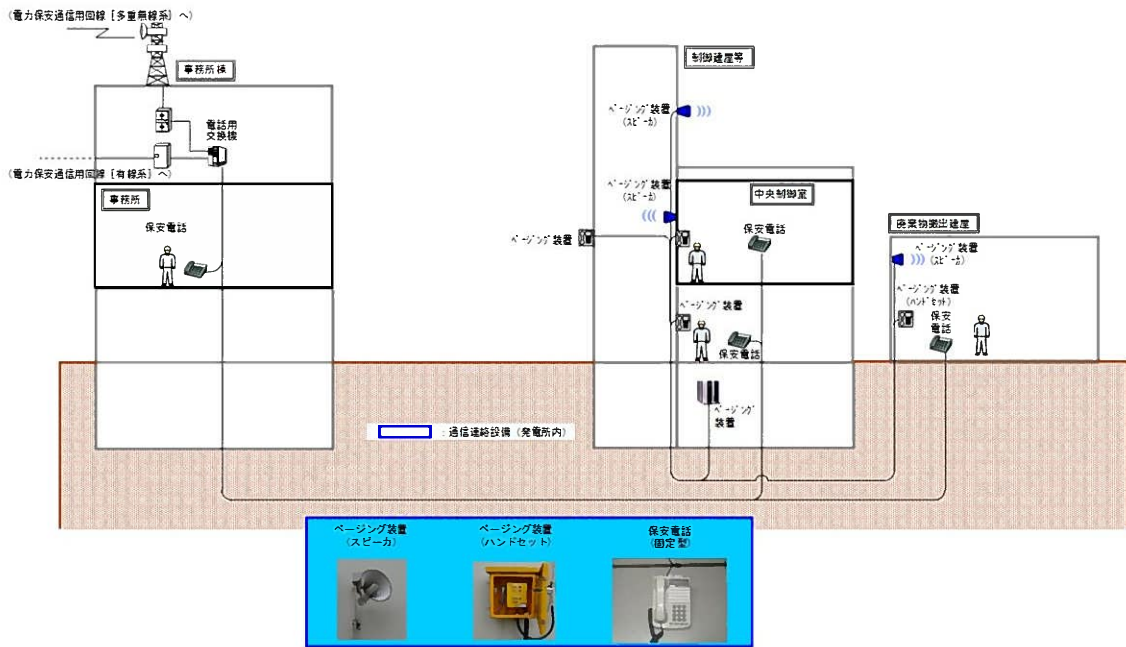 （電力保安通信用回線［多重無線系］へ）
事務所棟
電話用
交換機
（電力保安通信用回線［有線系］へ）
事務所
保安電話
制御建屋等
ページング装置
（スピーカ）
ページング装置
（スピーカ）
中央制御室
保安電話
ページング装置
ページング装置
保安電話
ページング
装置
廃棄物搬出建屋
ページング装置
（スピーカ）
ページング装置
（ハンドセット）
保安
電話
：通信連絡設備（発電所内）
ページング装置
（スピーカ）
ページング装置
（ハンドセット）
保安電話
（固定型）